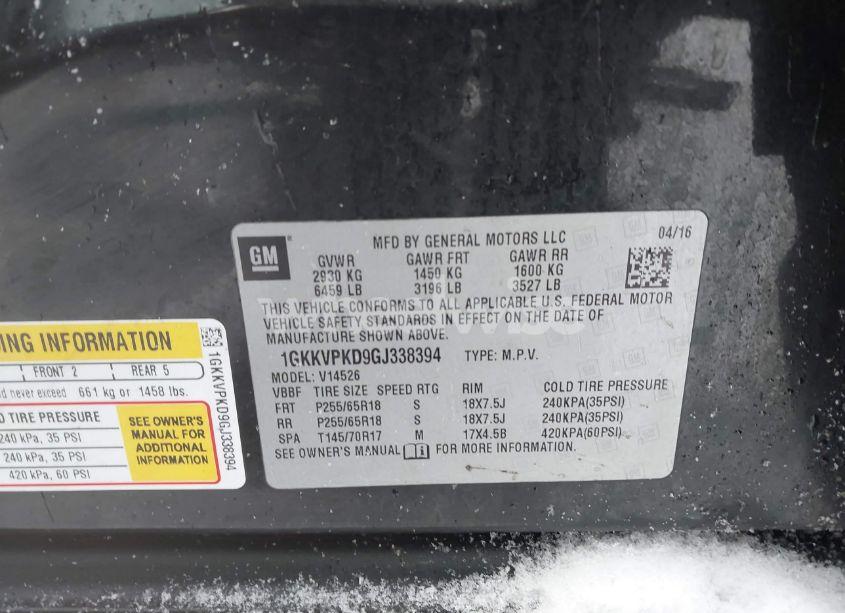 GM
MFD BY GENERAL MOTORS LLC
04/16
GVWR GAWR FRT GAWR RR
2930 KG 1450 KG 1600 KG
6459 LB 3196 LB 3527 LB
THIS VEHICLE CONFORMS TO ALL APPLICABLE U.S. FEDERAL MOTOR
VEHICLE SAFETY STANDARDS IN EFFECT ON THE DATE OF
MANUFACTURE SHOWN ABOVE.
1GKKVPKD9GJ338394 TYPE: M.P.V.
MODEL: V14526
VBBF TIRE SIZE SPEED RTG RIM COLD TIRE PRESSURE
FRT P255/65R18 S 18X7.5J 240KPA(35PSI)
RR P255/65R18 S 18X7.5J 240KPA(35PSI)
SPA T145/70R17 M 17X4.5B 420KPA(60PSI)
SEE OWNER'S MANUAL FOR MORE INFORMATION.
ING INFORMATION
FRONT 2 REAR 5
d never exceed 661 kg or 1458 lbs.
LD TIRE PRESSURE
240 kPa, 35 PSI
240 kPa, 35 PSI
420 kPa, 60 PSI
SEE OWNER'S
MANUAL FOR
ADDITIONAL
INFORMATION
1GKKVPKD9GJ338394